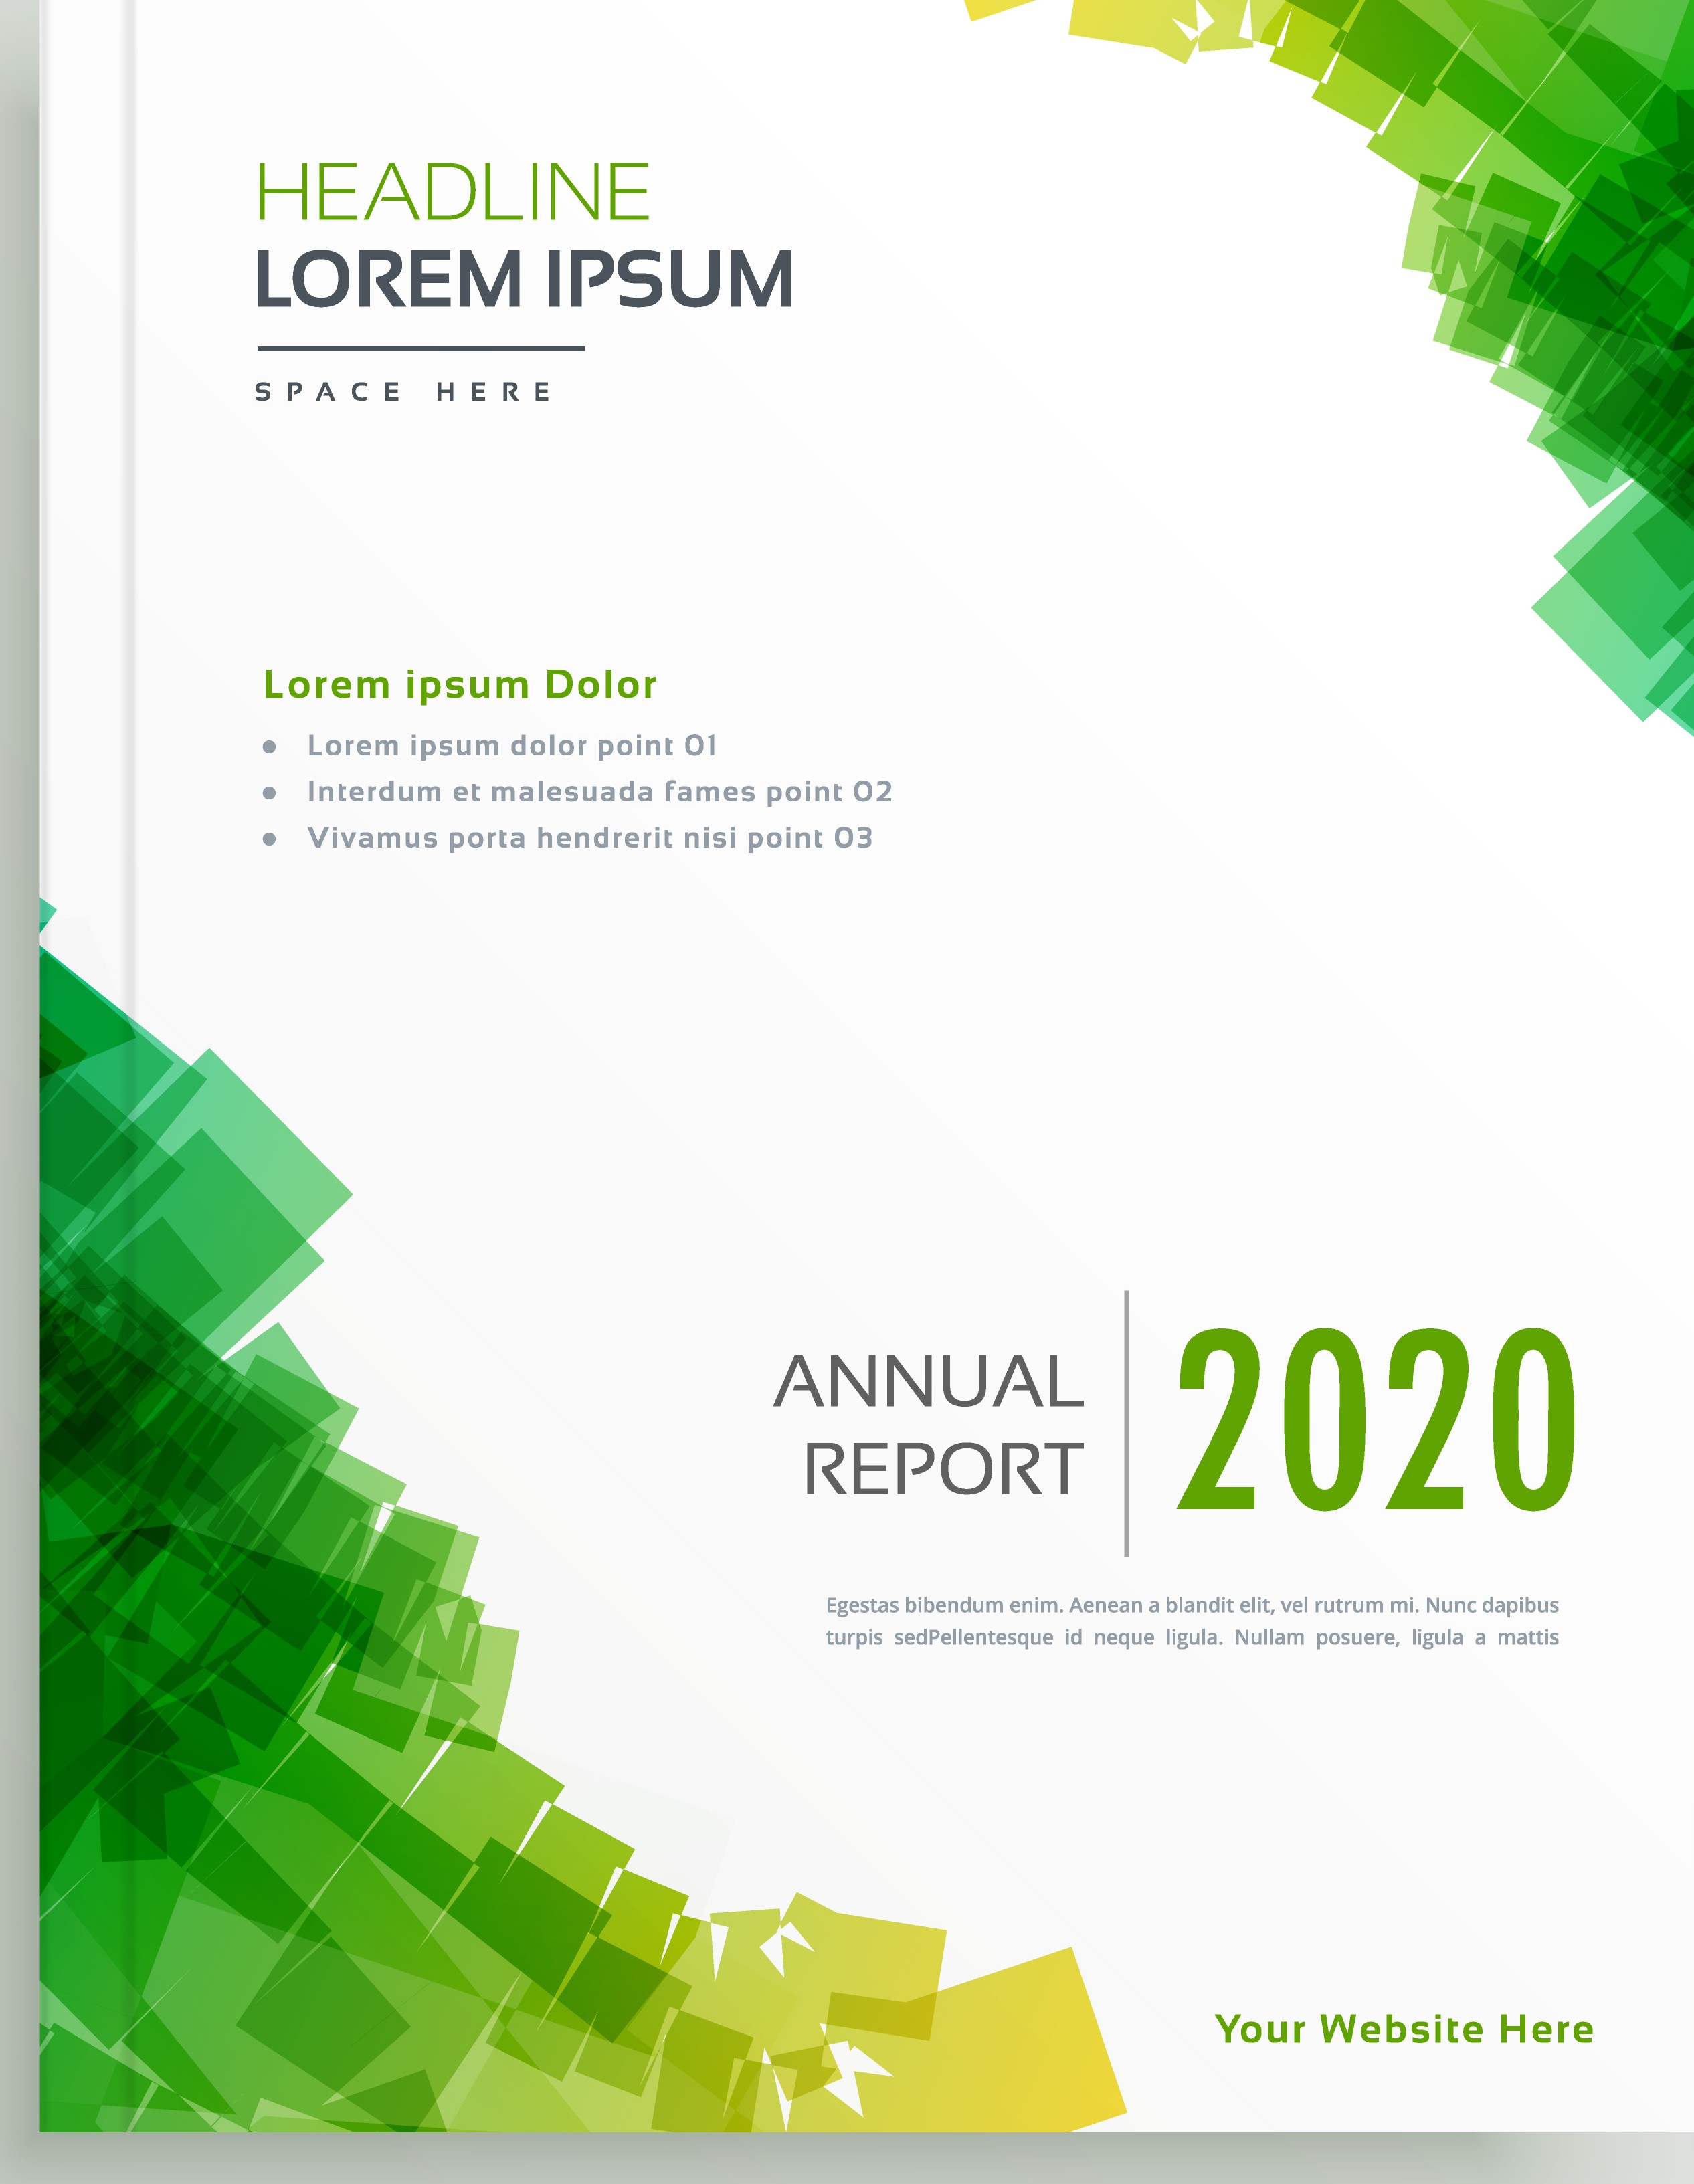 HEADLINE
LOREM IPSUM
SPACE HERE
Lorem ipsum Dolor
• Lorem ipsum dolor point 01
• Interdum et malesuada fames point 02
• Vivamus porta hendrerit nisi point 03
ANNUAL
REPORT
2020
Egestas bibendum enim. Aenean a blandit elit, vel rutrum mi. Nunc dapibus
turpis sedPellentesque id neque ligula. Nullam posuere, ligula a mattis
Your Website Here